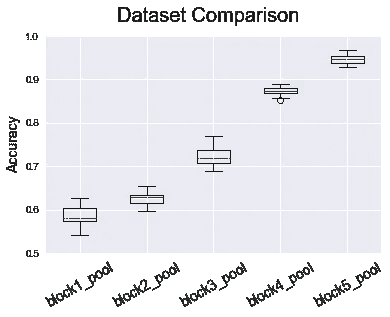 Dataset Comparison
Accuracy
1.0
0.9
0.8
0.7
0.6
0.5
block1_pool
block2_pool
block3_pool
block4_pool
block5_pool